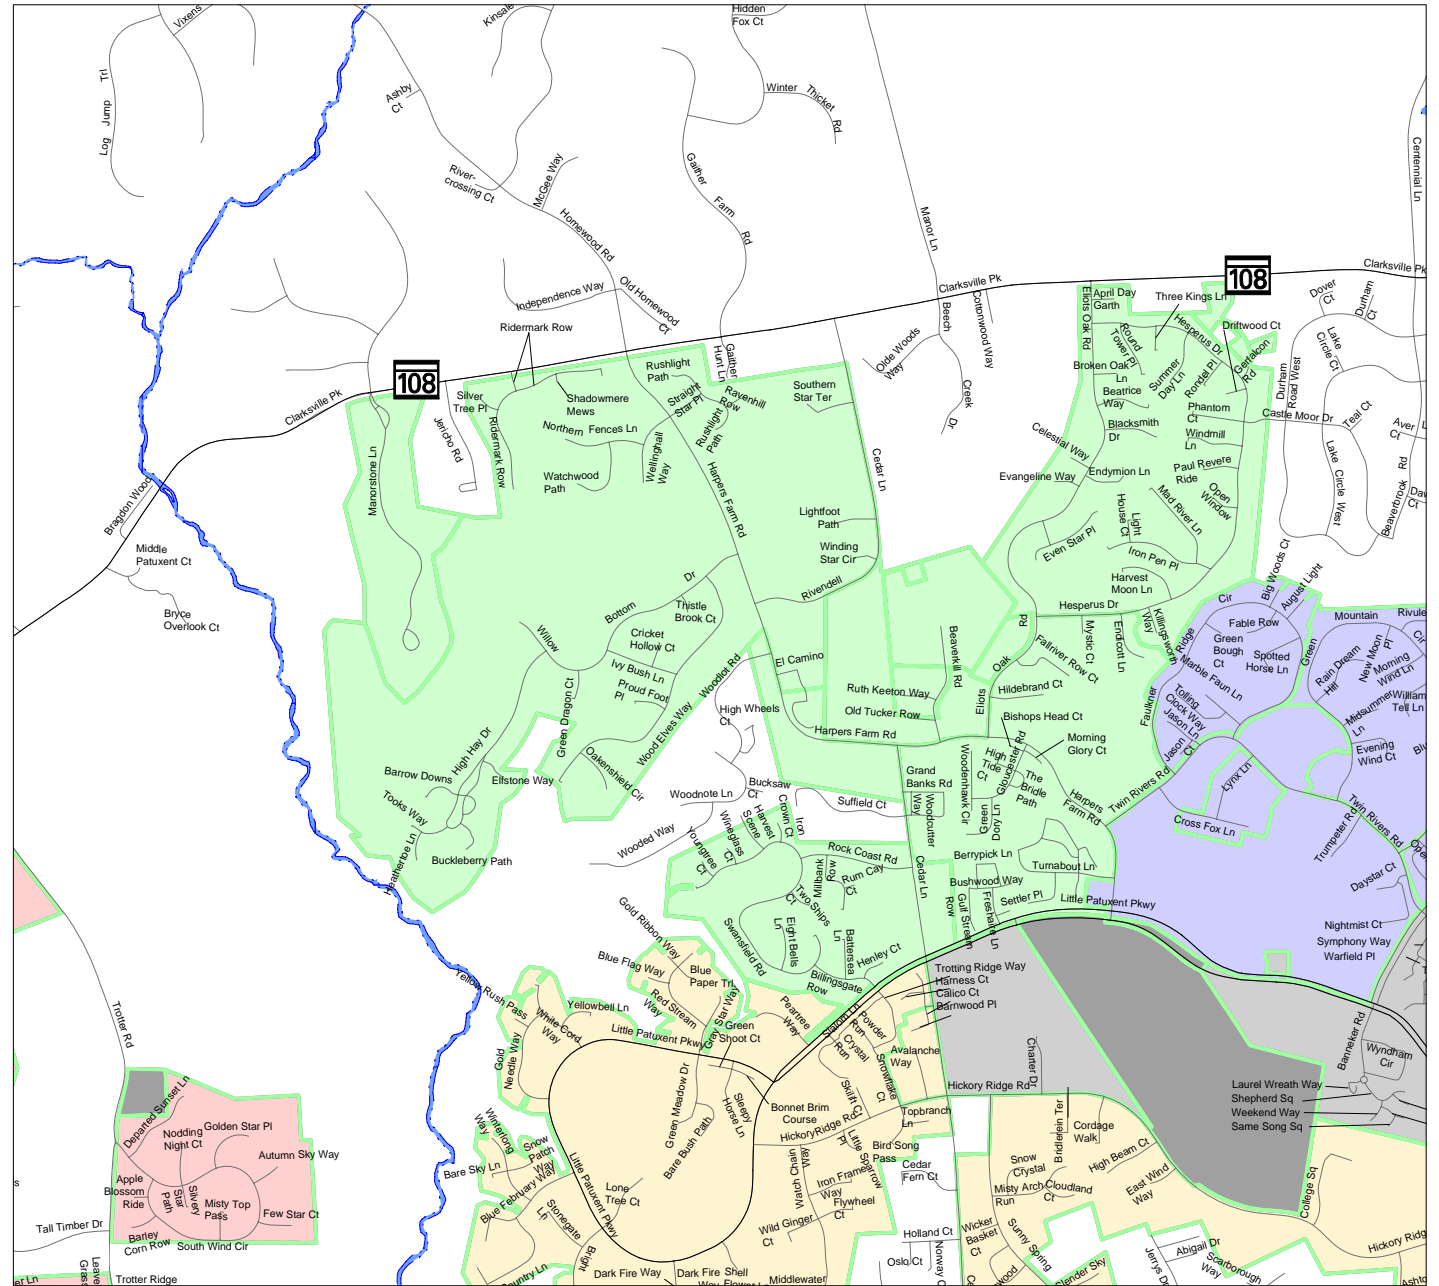 Vixens
Kinsale
Hidden
Fox Ct
Log Jump Trl
Ashby
Ct
Winter Thicket Rd
Centennial Ln
River-
crossing Ct
McGee Way
Homewood Rd
Gaither Farm Rd
Manor Ln
Independence Way
Old Homewood
Ct
Clarksville Pk
108
Clarksville Pk
Ridermark Row
Beech
Creek
Dr
Cottonwood Way
Olde Woods
Way
Eliots Oak Rd
April Day
Garth
Three Kings Ln
Dover
Ct
Durham
Ct
Hesperus Dr
Driftwood Ct
Lake
Circle Ct
Round
Tower Pl
Gerfalcon
Rd
Durham
Road West
Gaither
Hunt Ln
Rushlight
Path
Straight
Star Pl
Ravenhill
Row
Rushlight
Path
Southern
Star Ter
108
Clarksville Pk
Silver
Tree Pl
Shadowmere
Mews
Jericho Rd
Ridermark Row
Northern Fences Ln
Wellinghall
Way
Watchwood
Path
Manorstone Ln
Harpers Farm Rd
Cedar Ln
Broken Oak
Ln
Summer
Day Ln
Rondel Pl
Beatrice
Way
Phantom
Ct
Castle Moor Dr
Teal Ct
Aver
Ct
Blacksmith
Dr
Windmill
Ln
Celestial Way
Evangeline Way
Endymion Ln
Paul Revere
Ride
Open
Window
Mad River Ln
Light
House Ct
Lake Circle West
Beaverbrook Rd
Ct
Bragdon Wood
Middle
Patuxent Ct
Bryce
Overlook Ct
Lightfoot
Path
Winding
Star Cir
Rivendell
Even Star Pl
Iron Pen Pl
Harvest
Moon Ln
Hesperus Dr
Big Woods Ct
August Light
Cir
Fable Row
Green
Bough
Ct
Spotted
Horse Ln
Ridge
Green
Mountain
Cir
Rain Dream
Hill
New Moon
Pl
Morning
Wind Ln
Midsummer
Ln
William
Tell Ln
Evening
Wind Ct
Willow
Bottom
Dr
Thistle
Brook Ct
Cricket
Hollow Ct
Ivy Bush Ln
Proud Foot
Pl
Woodlot Rd
El Camino
Beaverkill Rd
Ruth Keeton Way
Old Tucker Row
Harpers Farm Rd
Eliots
Oak
Rd
Fallriver Row Ct
Mystic Ct
Endicott Ln
Killingsworth
Way
Hildebrand Ct
Bishops Head Ct
Morning
Glory Ct
Gloucester Rd
High
Tide
Ct
The
Bridle
Path
Harpers
Farm Rd
Twin Rivers Rd
Faulkner
Marble Faun Ln
Tolling
Clock Way
Jason Ln
Jason
Ct
Lynx Ln
Cross Fox Ln
Twin Rivers Rd
Trumpeter Rd
Daystar Ct
Nightmist Ct
Symphony Way
Warfield Pl
High Hay Dr
Green Dragon Ct
Wood Elves Way
Oakenshield Cir
Elfstone Way
Barrow Downs
Tooks Way
Heathertoe Ln
Buckleberry Path
High Wheels
Ct
Woodnote Ln
Bucksaw
Ct
Wooded Way
Suffield Ct
Crown Ct
Iron
Harvest
Scene
Wineglass
Ct
Youngtree
Ct
Rock Coast Rd
Millbank
Row
Rum Cay
Ct
Two Ships
Ct
Eight Bells
Ln
Battersea
Ln
Swansfield Rd
Billingsgate
Row
Henley Ct
Grand
Banks Rd
Woodcutter
Way
Woodenhawk Cir
Green
Dory Ln
Cedar Ln
Berrypick Ln
Bushwood Way
Turnabout Ln
Settler Pl
Gulf Stream
Row
Freshaire Ln
Little Patuxent Pkwy
Gold Ribbon Way
Blue Flag Way
Blue
Paper Trl
Red Stream
Way
Gray Star Way
Green
Shoot Ct
Yellow Rush Pass
Yellowbell Ln
White Cord
Way
Gold
Needle Way
Little Patuxent Pkwy
Peartree
Way
Slalom Ln
Powder
Run
Crystal
Run
Snowflake
Ct
Skilift Ct
Avalanche
Way
Trotting Ridge Way
Harness Ct
Calico Ct
Barnwood Pl
Charter Dr
Hickory Ridge Rd
Topbranch
Ln
Bird Song
Pass
Cedar
Fern Ct
Little Sparrow
Pl
Hickory Ridge Rd
Bonnet Brim
Course
Sleepy
Horse Ln
Green Meadow Dr
Bare Bush Path
Watch Chain
Way
Iron Frame
Way
Flywheel
Ct
Wild Ginger
Ct
Winterlong
Way
Snow
Patch
Way
Bare Sky Ln
Blue February Way
Stonegate
Ln
Little Patuxent Pkwy
Lone
Tree Ct
Bright
Country Ln
Dark Fire Way
Dark Fire Shell
Way
Middlewater
Holland Ct
Oslo Ct
Norway
Wicker
Basket
Ct
Sunny Spring
Misty Arch
Run
Snow
Crystal
Cloudland
Ct
Bridlerein Ter
Cordage
Walk
High Beam Ct
East Wind
Way
Slender Sky
Jerrys Dr
Abigail Dr
Scarborough
Way
College Sq
Hickory Ridg
Banneker Rd
Wyndham
Cir
Laurel Wreath Way
Shepherd Sq
Weekend Way
Same Song Sq
Trotter Rd
Departed Sunset Ln
Nodding
Night Ct
Golden Star Pl
Autumn Sky Way
Apple
Blossom
Ride
Silvery
Star
Path
Misty Top
Pass
Few Star Ct
Tall Timber Dr
Barley
Corn Row
South Wind Cir
Trotter Ridge